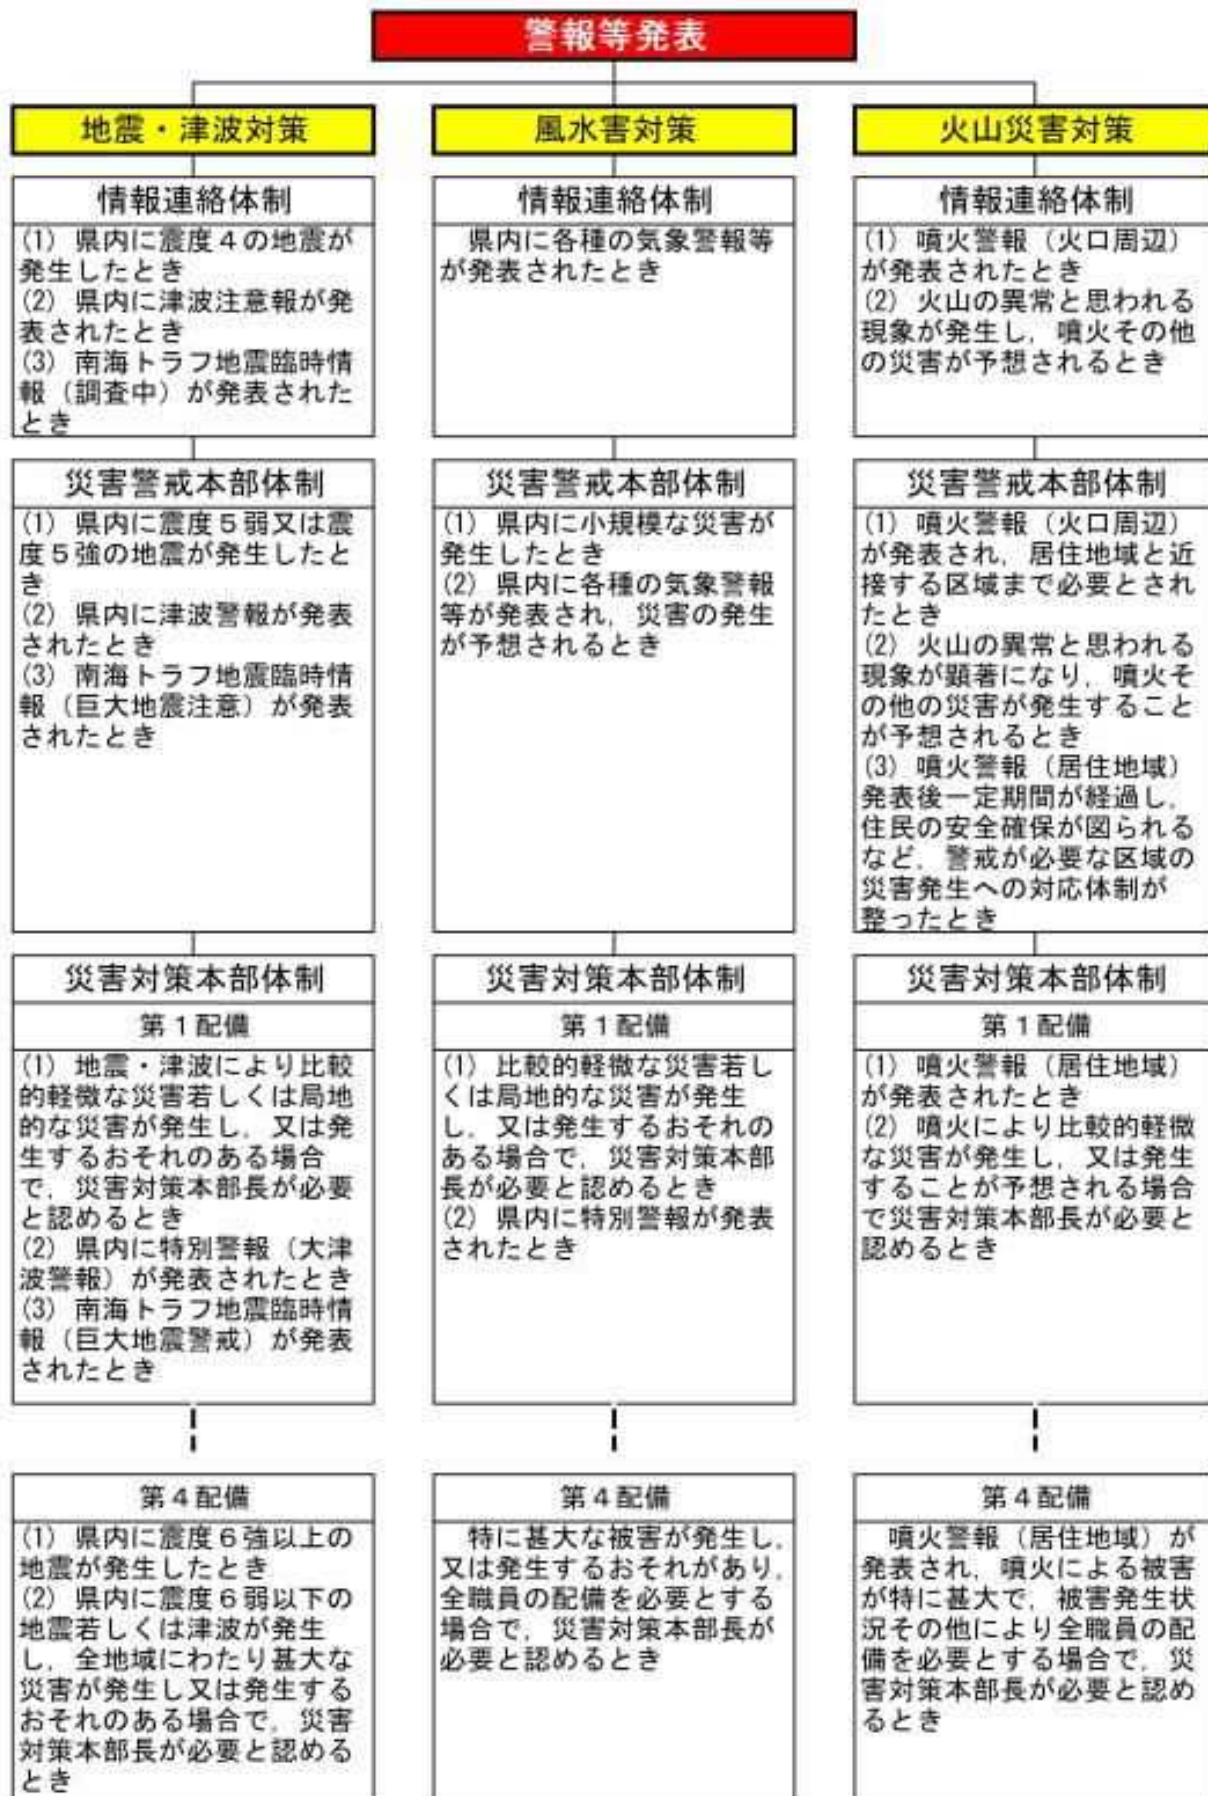 警報等発表
地震・津波対策
情報連絡体制
(1) 県内に震度４の地震が
発生したとき
(2) 県内に津波注意報が発
表されたとき
(3) 南海トラフ地震臨時情
報（調査中）が発表された
とき
災害警戒本部体制
(1) 県内に震度５弱又は震
度５強の地震が発生したと
き
(2) 県内に津波警報が発表
されたとき
(3) 南海トラフ地震臨時情
報（巨大地震注意）が発表
されたとき
災害対策本部体制
第１配備
(1) 地震・津波により比較
的軽微な災害若しくは局地
的な災害が発生し，又は発
生するおそれのある場合
で，災害対策本部長が必要
と認めるとき
(2) 県内に特別警報（大津
波警報）が発表されたとき
(3) 南海トラフ地震臨時情
報（巨大地震警戒）が発表
されたとき
第４配備
(1) 県内に震度６強以上の
地震が発生したとき
(2) 県内に震度６弱以下の
地震若しくは津波が発生
し，全地域にわたり甚大な
災害が発生し又は発生する
おそれのある場合で，災害
対策本部長が必要と認める
とき
風水害対策
情報連絡体制
県内に各種の気象警報等
が発表されたとき
災害警戒本部体制
(1) 県内に小規模な災害が
発生したとき
(2) 県内に各種の気象警報
等が発表され，災害の発生
が予想されるとき
災害対策本部体制
第１配備
(1) 比較的軽微な災害若し
くは局地的な災害が発生
し，又は発生するおそれの
ある場合で，災害対策本部
長が必要と認めるとき
(2) 県内に特別警報が発表
されたとき
第４配備
特に甚大な被害が発生し，
又は発生するおそれがあり，
全職員の配備を必要とする
場合で，災害対策本部長が
必要と認めるとき
火山災害対策
情報連絡体制
(1) 噴火警報（火口周辺）
が発表されたとき
(2) 火山の異常と思われる
現象が発生し，噴火その他
の災害が予想されるとき
災害警戒本部体制
(1) 噴火警報（火口周辺）
が発表され，居住地域と近
接する区域まで必要とされ
たとき
(2) 火山の異常と思われる
現象が顕著になり，噴火そ
の他の災害が発生すること
が予想されるとき
(3) 噴火警報（居住地域）
発表後一定期間が経過し，
住民の安全確保が図られる
など，警戒が必要な区域の
災害発生への対応体制が
整ったとき
災害対策本部体制
第１配備
(1) 噴火警報（居住地域）
が発表されたとき
(2) 噴火により比較的軽微
な災害が発生し，又は発生
することが予想される場合
で災害対策本部長が必要と
認めるとき
第４配備
噴火警報（居住地域）が
発表され，噴火による被害
が特に甚大で，被害発生状
況その他により全職員の配
備を必要とする場合で，災
害対策本部長が必要と認め
るとき